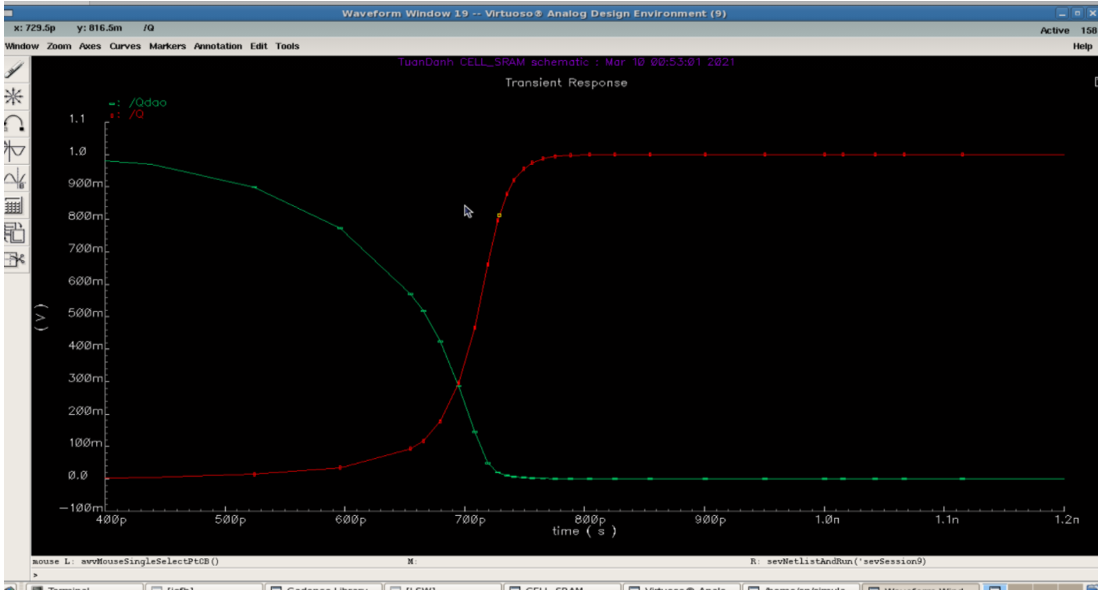 Waveform Window 19 -- Virtuoso® Analog Design Environment (9)
x: 729.5p y: 816.5m /Q Active 158
Window Zoom Axes Curves Markers Annotation Edit Tools Help
TuanDanh CELL_SRAM schematic : Mar 10 00:53:01 2021
Transient Response
: /Qdao
: /Q
1.1
1.0
900m
800m
700m
600m
500m
400m
300m
200m
100m
0.0
-100m
(V)
400p 500p 600p 700p 800p 900p 1.0n 1.1n 1.2n
time ( s )
mouse L: awvMouseSingleSelectPtCB() M: R: sevNetlistAndRun('sevSession9)
>